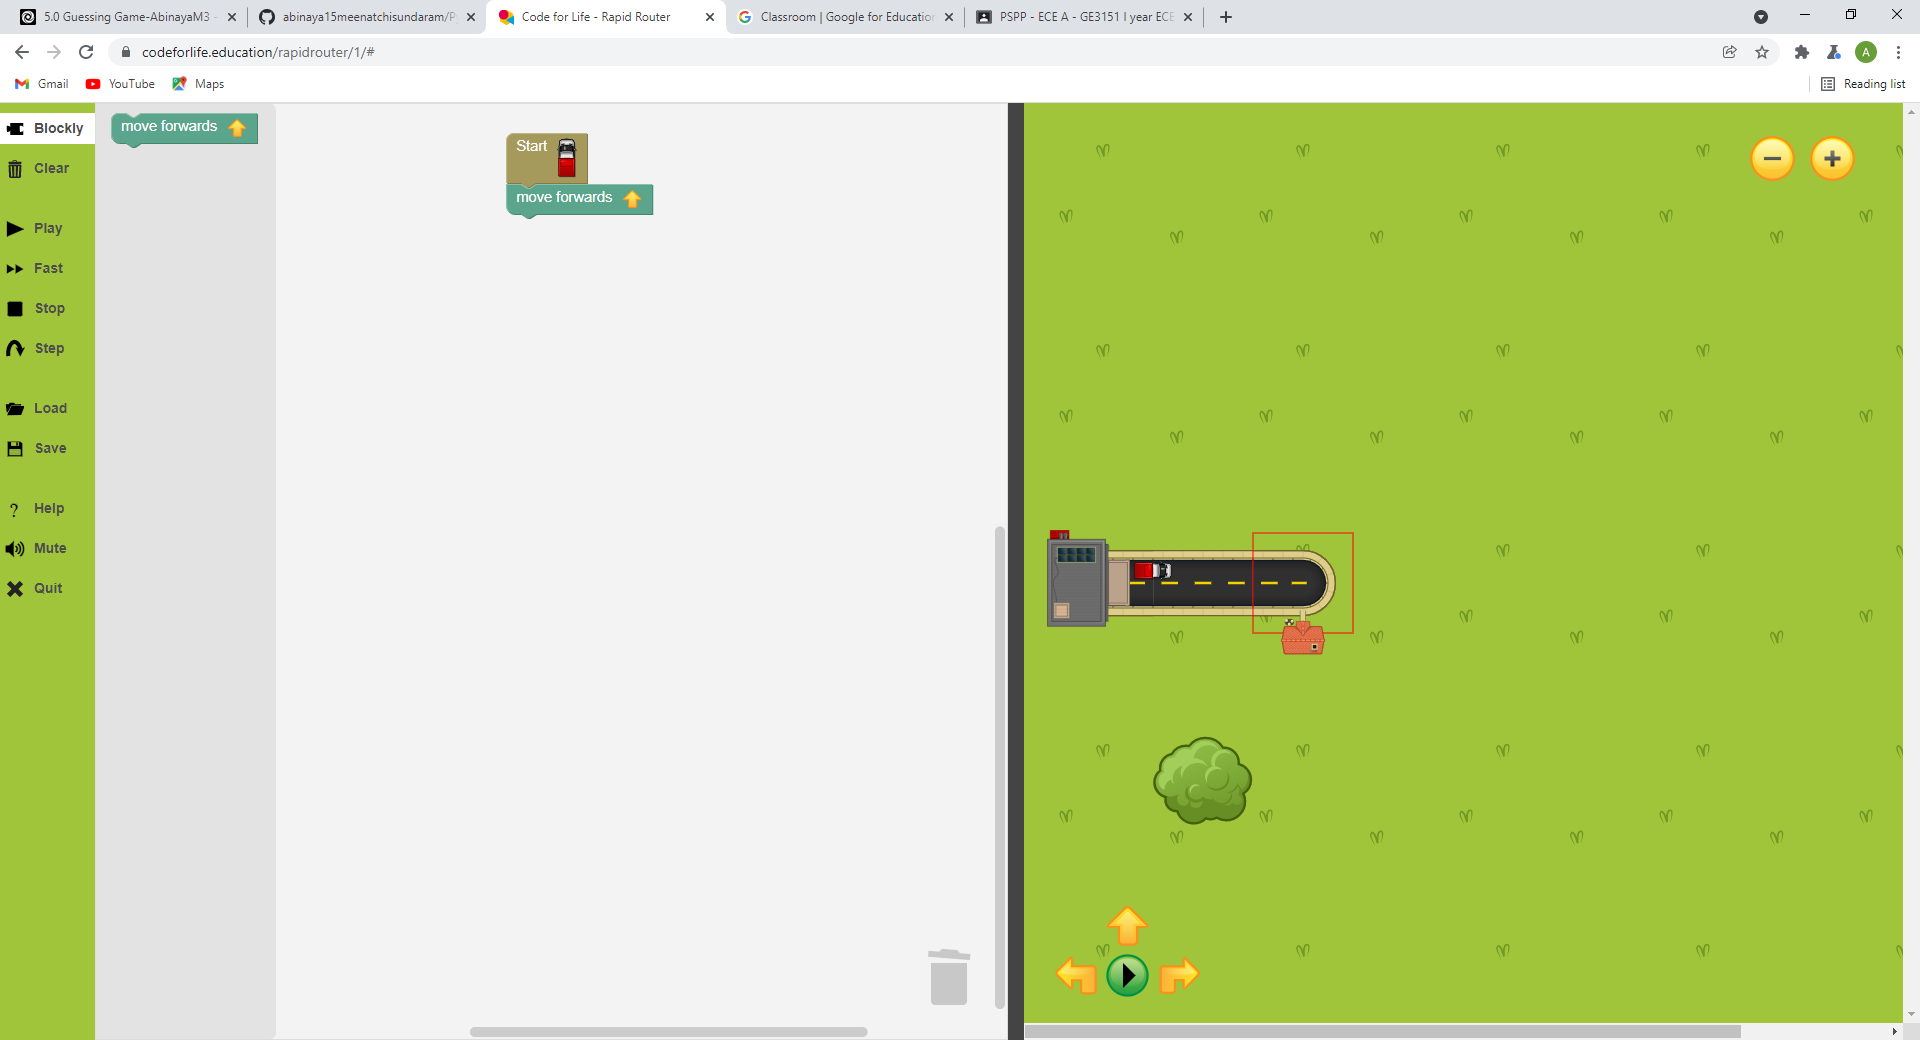 5.0 Guessing Game-AbinayaM3 -
abinaya15meenatchisundaram/P
Code for Life - Rapid Router
Classroom | Google for Education
PSPP - ECE A - GE3151 I year ECE
codeforlife.education/rapidrouter/1/#
A
Gmail
YouTube
Maps
Reading list
Blockly
Clear
Play
Fast
Stop
Step
Load
Save
Help
Mute
Quit
move forwards
Start
move forwards